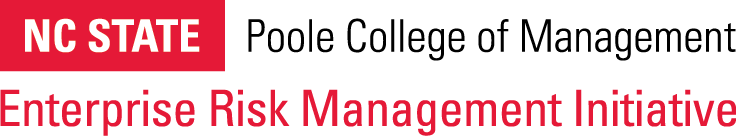 NC STATE Poole College of Management
Enterprise Risk Management Initiative